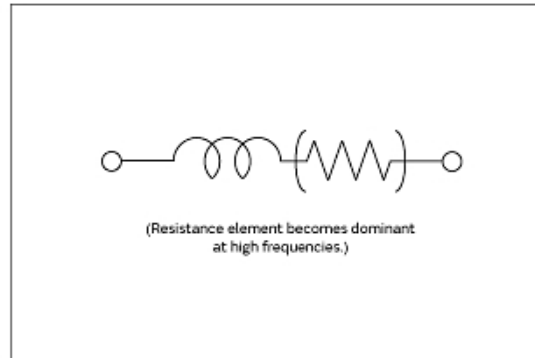 (Resistance element becomes dominant
at high frequencies.)